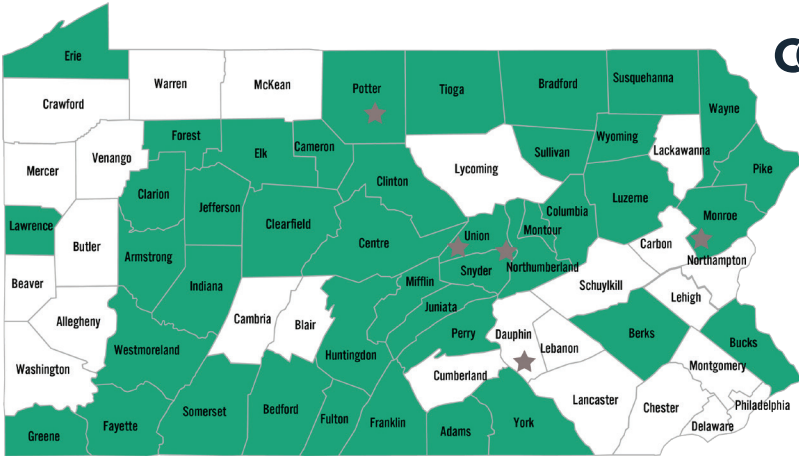 Erie
Warren
McKean
Potter
Tioga
Bradford
Susquehanna
Wayne
Crawford
Forest
Elk
Cameron
Sullivan
Wyoming
Lackawanna
Pike
Mercer
Venango
Lycoming
Clinton
Clarion
Jefferson
Clearfield
Centre
Columbia
Luzeme
Monroe
Lawrence
Butler
Armstrong
Union
Montour
Carbon
Northampton
Snyder
Northumberland
Beaver
Indiana
Mifflin
Schuylkill
Lehigh
Juniata
Allegheny
Cambria
Blair
Perry
Dauphin
Lebanon
Berks
Bucks
Westmoreland
Huntingdon
Washington
Cumberland
Montgomery
Lancaster
Chester
Philadelphia
Delaware
Somerset
Bedford
Fulton
Franklin
Adams
York
Fayette
Greene